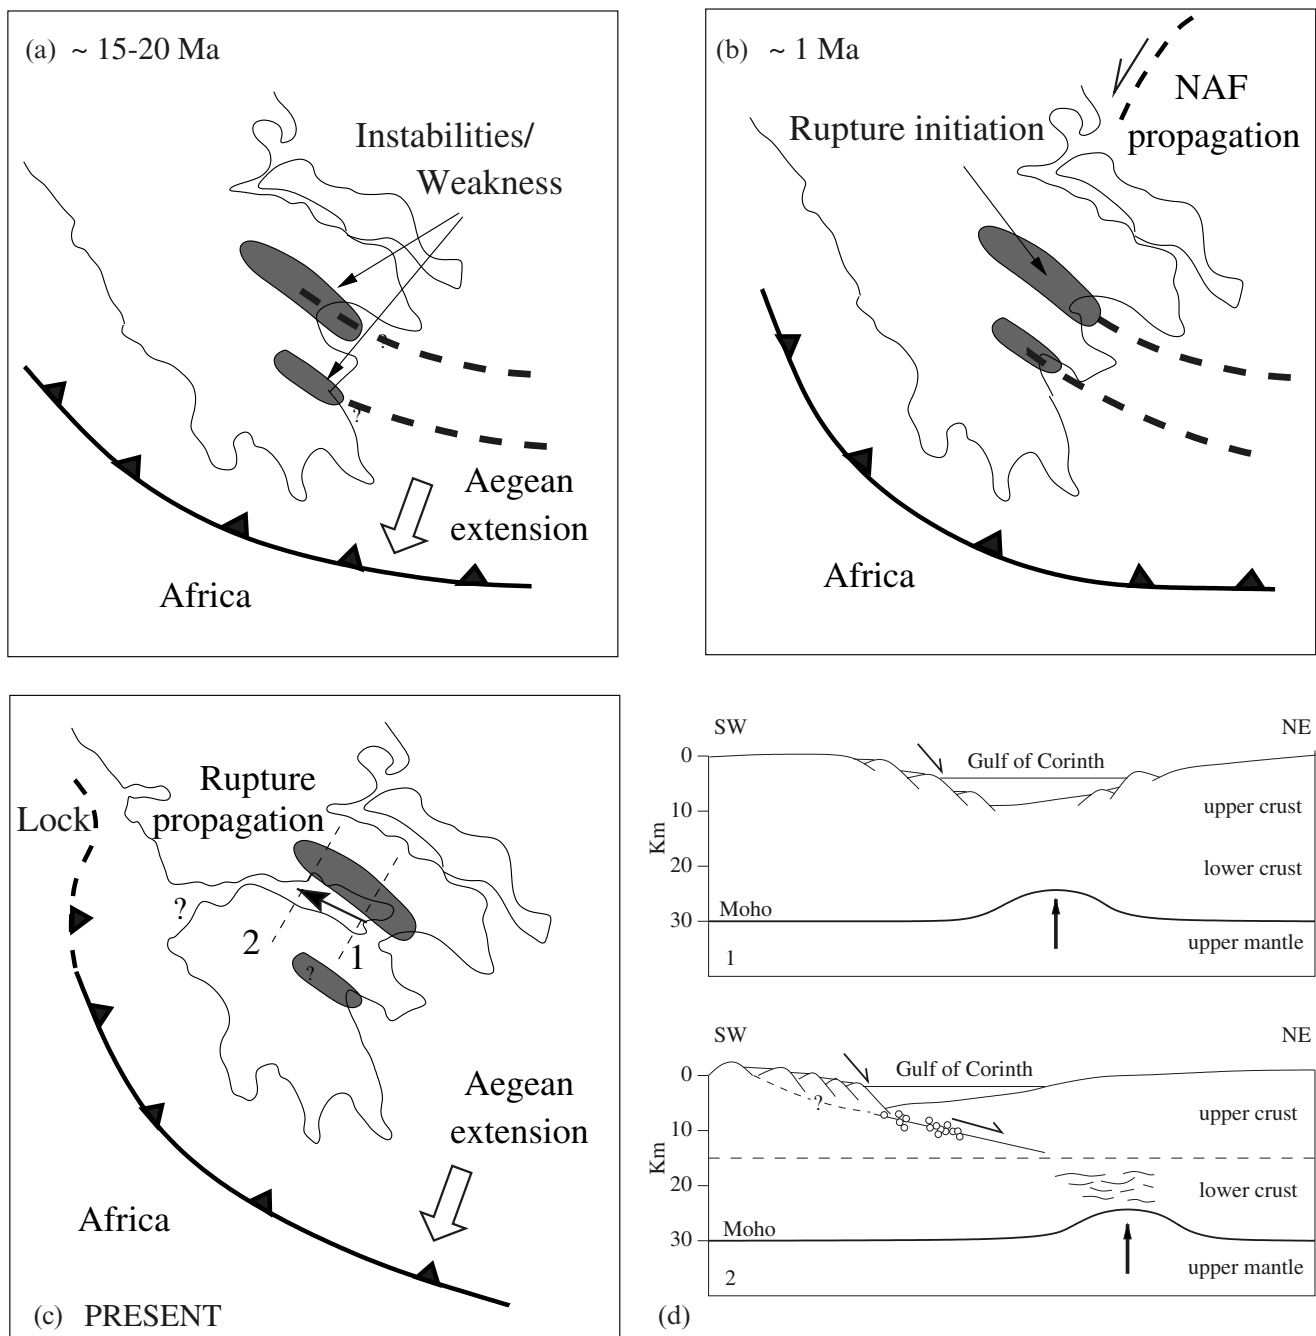 (a) ~ 15-20 Ma
Instabilities/
Weakness
?
?
Aegean
extension
Africa
(b) ~ 1 Ma
NAF
propagation
Rupture initiation
Africa
Rupture
propagation
Lock
?
2
1
?
Aegean
extension
Africa
(c) PRESENT
SW
NE
0
Gulf of Corinth
10
upper crust
Km
20
lower crust
Moho
30
upper mantle
1
SW
NE
Gulf of Corinth
0
?
upper crust
10
Km
20
lower crust
Moho
30
upper mantle
2
(d)